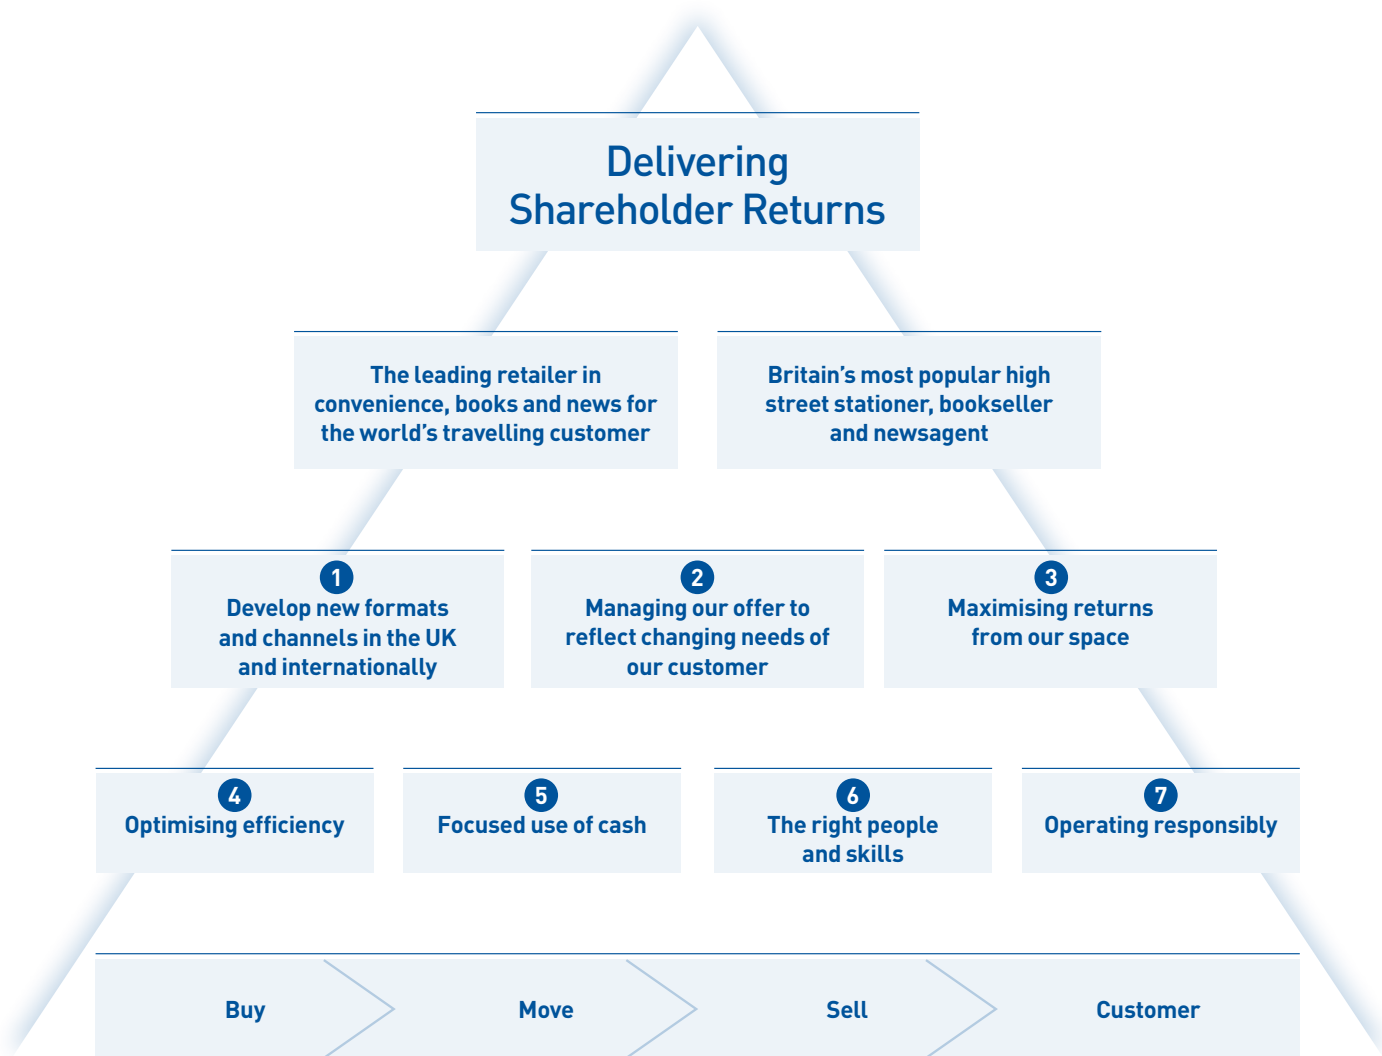 Delivering
Shareholder Returns
The leading retailer in
convenience, books and news for
the world’s travelling customer
Britain’s most popular high
street stationer, bookseller
and newsagent
1
Develop new formats
and channels in the UK
and internationally
2
Managing our offer to
reflect changing needs of
our customer
3
Maximising returns
from our space
4
Optimising efficiency
5
Focused use of cash
6
The right people
and skills
7
Operating responsibly
Buy
Move
Sell
Customer